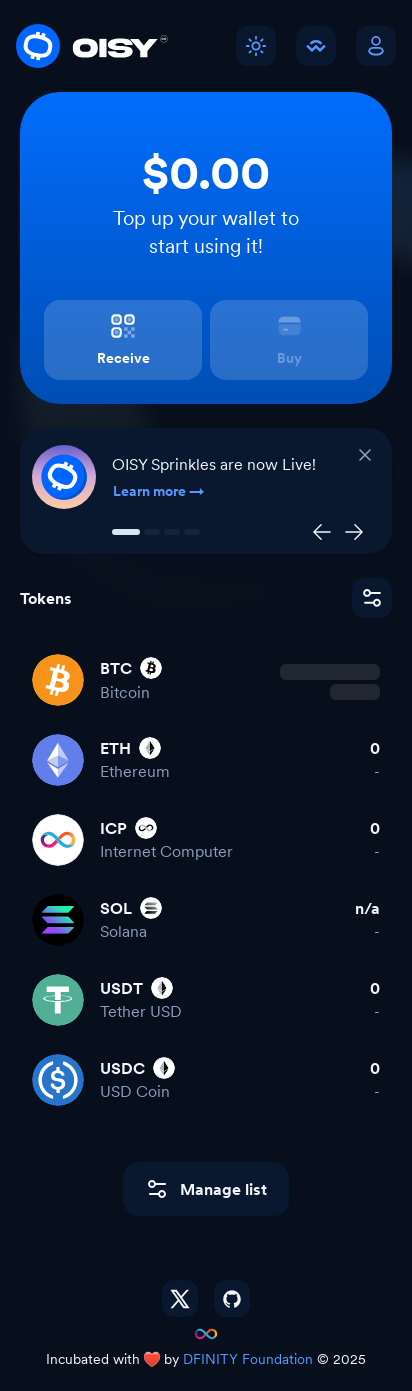 OISY
$0.00
Top up your wallet to
start using it!
Receive
Buy
OISY Sprinkles are now Live!
Learn more
Tokens
BTC
Bitcoin
ETH
0
Ethereum
-
ICP
0
Internet Computer
-
SOL
n/a
Solana
-
USDT
0
Tether USD
-
USDC
0
USD Coin
-
Manage list
Incubated with ❤️ by DFINITY Foundation © 2025